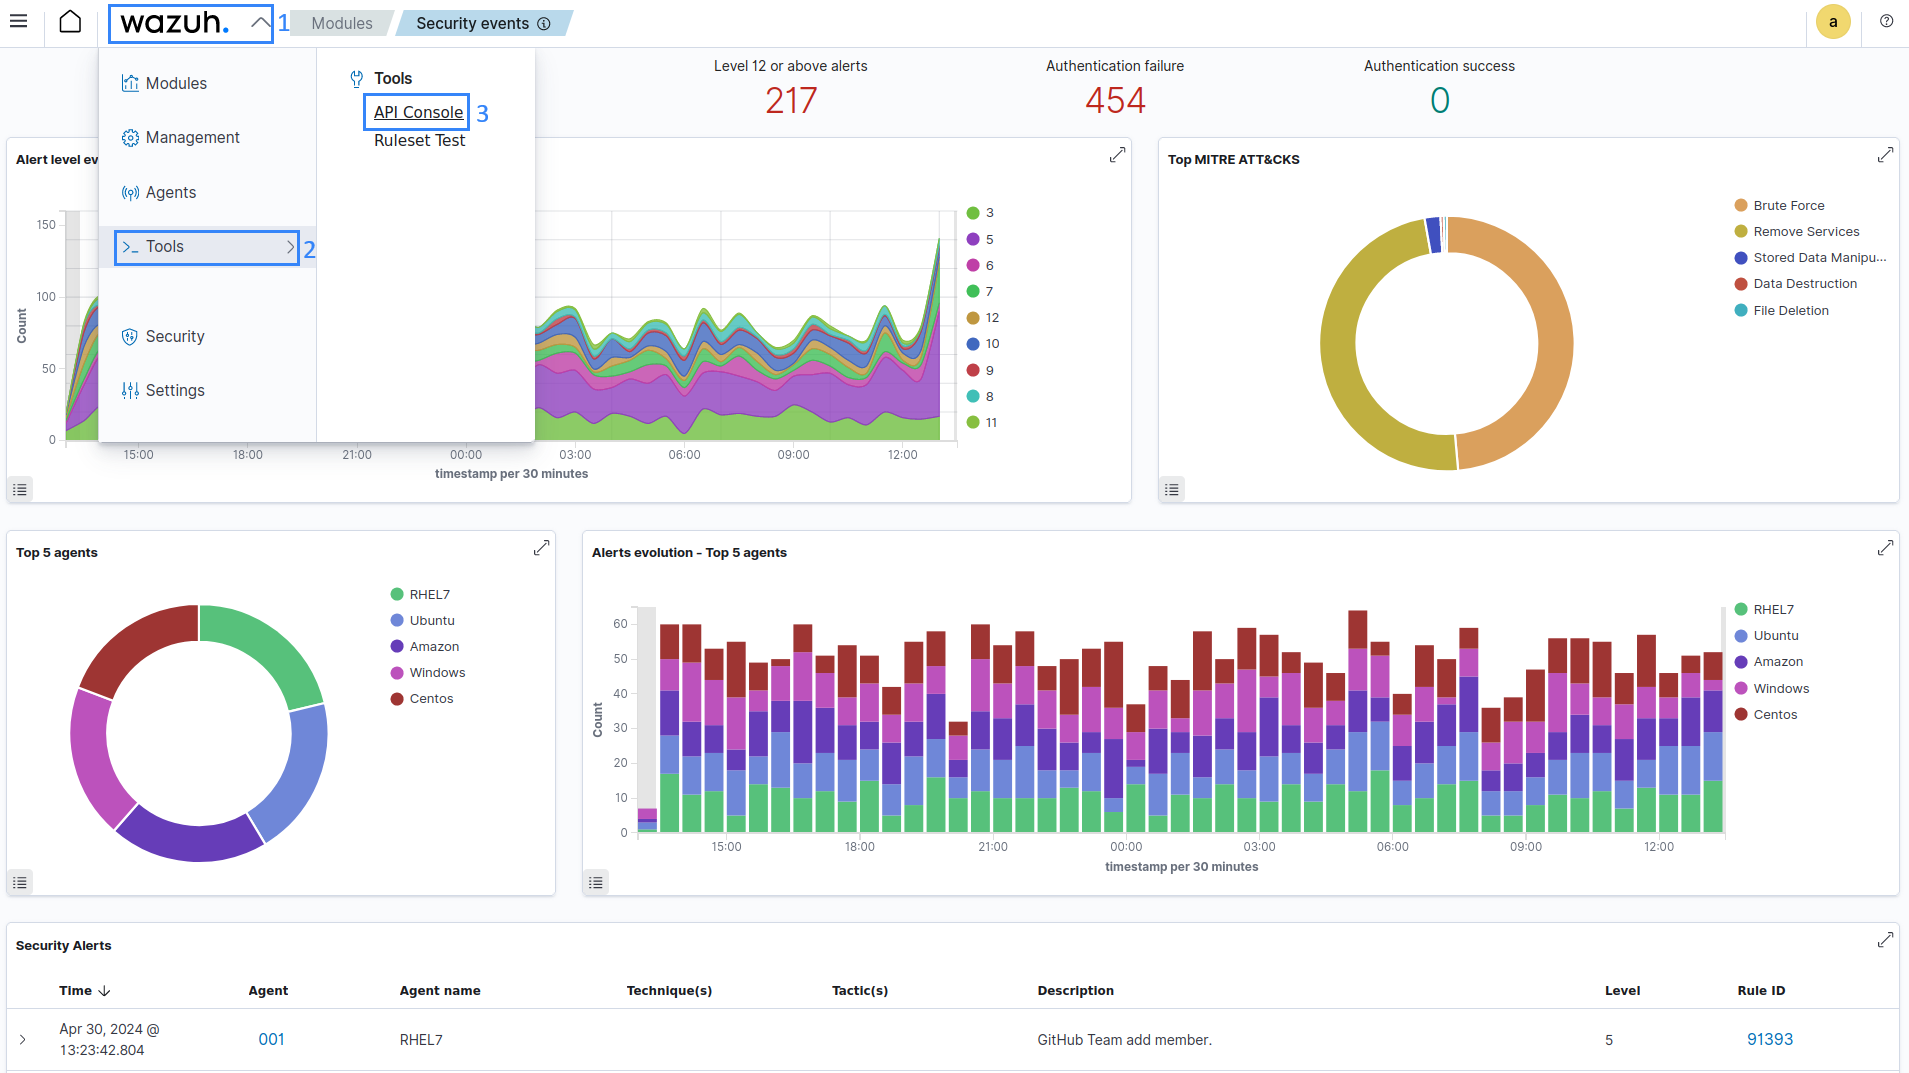 wazuh. 1 Modules Security events a
Modules
Management
Agents
Tools 2
Security
Settings
Tools
API Console 3
Ruleset Test
Level 12 or above alerts
217
Authentication failure
454
Authentication success
0
Alert level ev
Count
150
100
50
0
15:00 18:00 21:00 00:00 03:00 06:00 09:00 12:00
timestamp per 30 minutes
3
5
6
7
12
10
9
8
11
Top MITRE ATT&CKS
Brute Force
Remove Services
Stored Data Manipu...
Data Destruction
File Deletion
Top 5 agents
RHEL7
Ubuntu
Amazon
Windows
Centos
Alerts evolution - Top 5 agents
Count
60
50
40
30
20
10
0
15:00 18:00 21:00 00:00 03:00 06:00 09:00 12:00
timestamp per 30 minutes
RHEL7
Ubuntu
Amazon
Windows
Centos
Security Alerts
Time Agent Agent name Technique(s) Tactic(s) Description Level Rule ID
Apr 30, 2024 @
13:23:42.804
001 RHEL7 GitHub Team add member. 5 91393